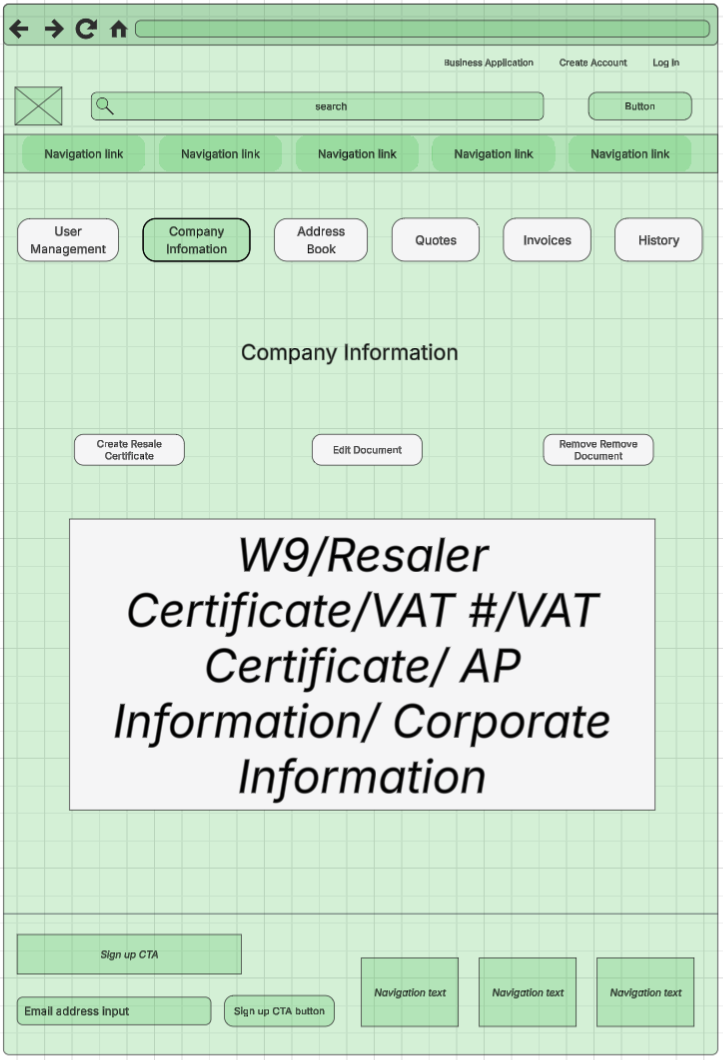 Business Application
Create Account
Log In
search
Button
Navigation link
Navigation link
Navigation link
Navigation link
Navigation link
User
Management
Company
Infomation
Address
Book
Quotes
Invoices
History
Company Information
Create Resale
Certificate
Edit Document
Remove Remove
Document
W9/Resaler
Certificate/VAT #/VAT
Certificate/ AP
Information/ Corporate
Information
Sign up CTA
Email address input
Sign up CTA button
Navigation text
Navigation text
Navigation text